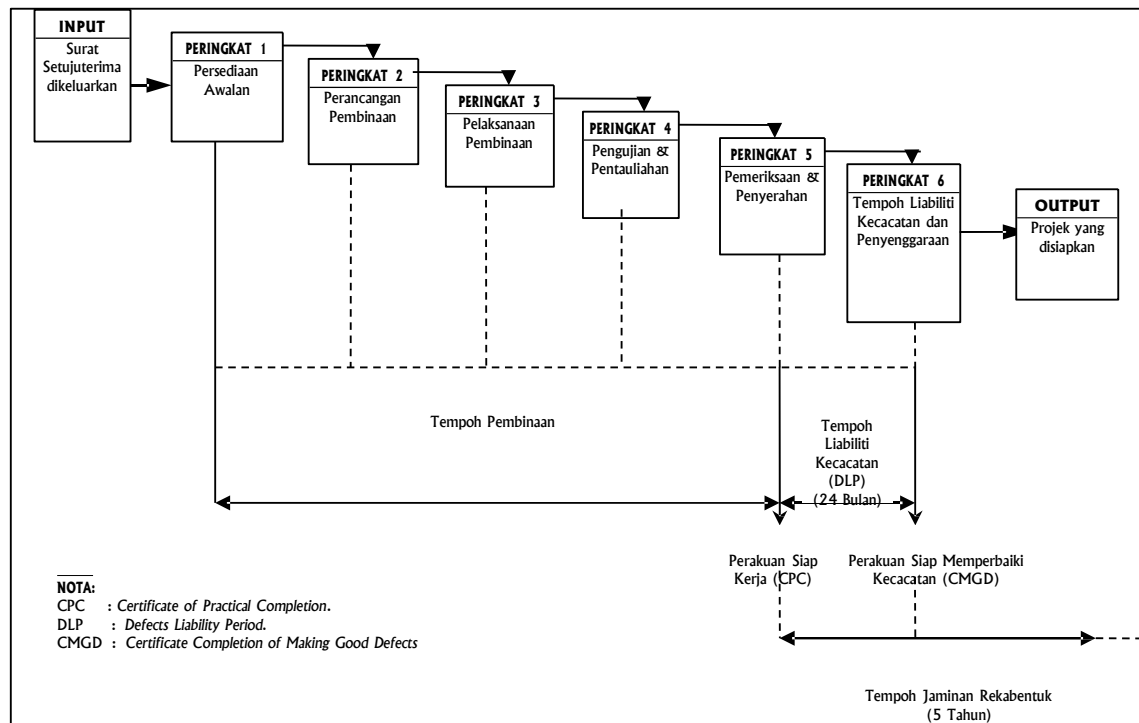 INPUT
Surat
Setujuterima
dikeluarkan
PERINGKAT 1
Persediaan
Awalan
PERINGKAT 2
Perancangan
Pembinaan
PERINGKAT 3
Pelaksanaan
Pembinaan
PERINGKAT 4
Pengujian &
Pentauliahan
PERINGKAT 5
Pemeriksaan &
Penyerahan
PERINGKAT 6
Tempoh Liabiliti
Kecacatan dan
Penyenggaraan
OUTPUT
Projek yang
disiapkan
Tempoh Pembinaan
Tempoh
Liabiliti
Kecacatan
(DLP)
(24 Bulan)
Perakuan Siap
Kerja (CPC)
Perakuan Siap Memperbaiki
Kecacatan (CMGD)
NOTA:
CPC : Certificate of Practical Completion.
DLP : Defects Liability Period.
CMGD : Certificate Completion of Making Good Defects
Tempoh Jaminan Rekabentuk
(5 Tahun)